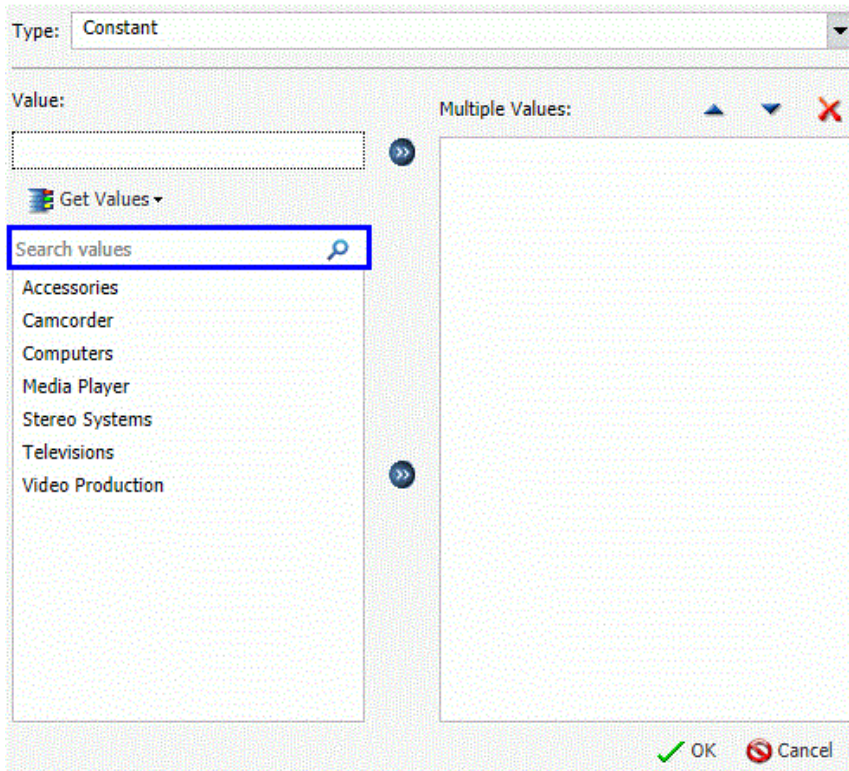 Type: Constant
Value:
Multiple Values:
Get Values
Search values
Accessories
Camcorder
Computers
Media Player
Stereo Systems
Televisions
Video Production
OK Cancel